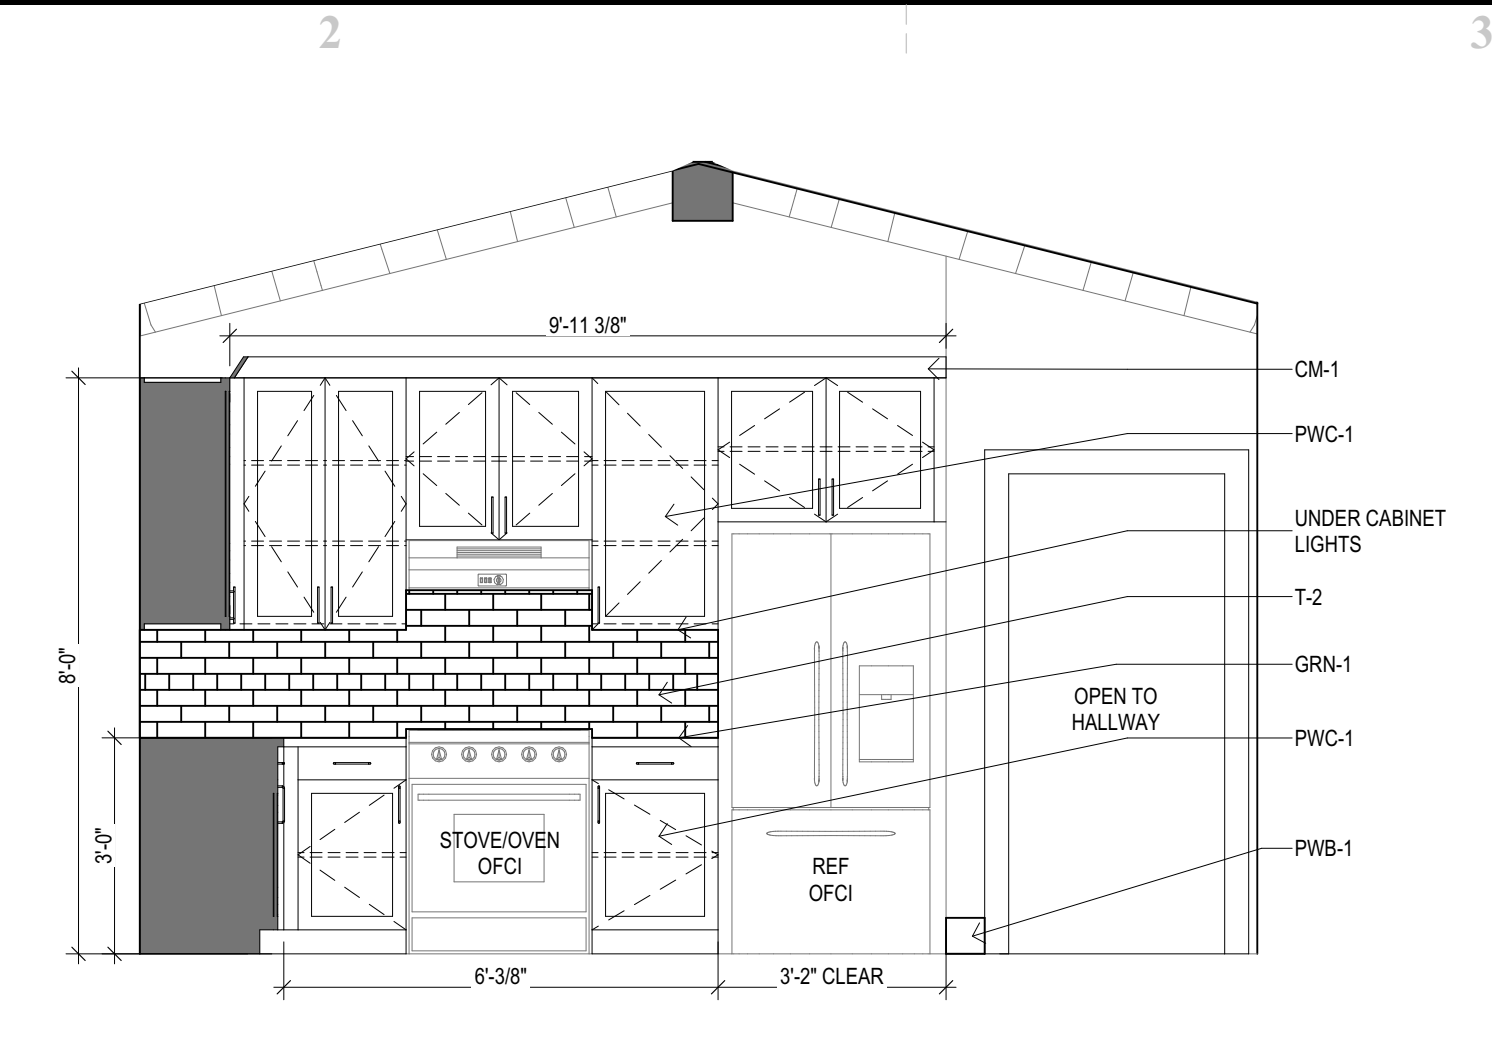 2
3
9'-11 3/8"
CM-1
PWC-1
UNDER CABINET
LIGHTS
T-2
8'-0"
GRN-1
OPEN TO
HALLWAY
PWC-1
3'-0"
STOVE/OVEN
OFCI
PWB-1
REF
OFCI
6'-3/8"
3'-2" CLEAR